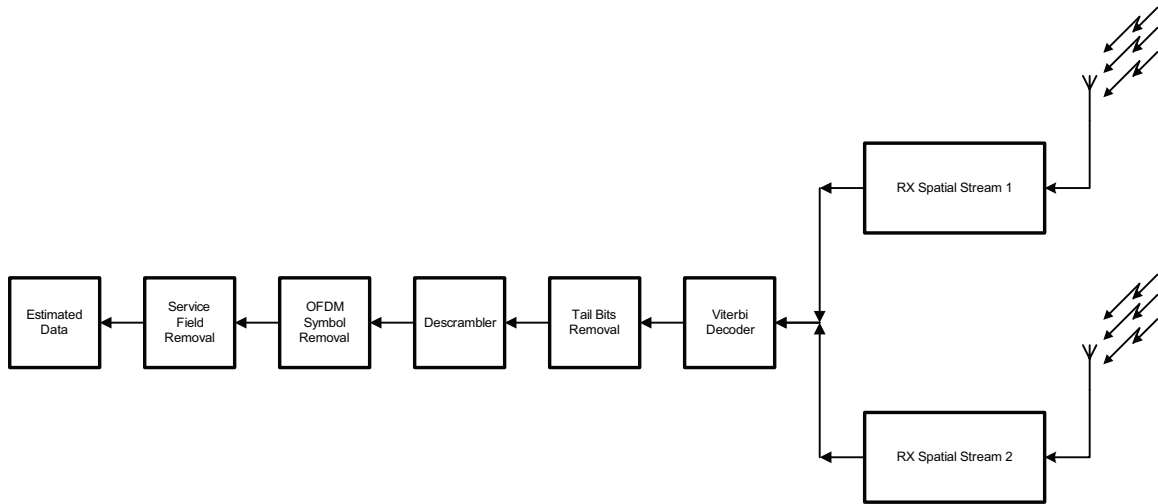 RX Spatial Stream 1
Estimated
Data
Service
Field
Removal
OFDM
Symbol
Removal
Descrambler
Tail Bits
Removal
Viterbi
Decoder
RX Spatial Stream 2